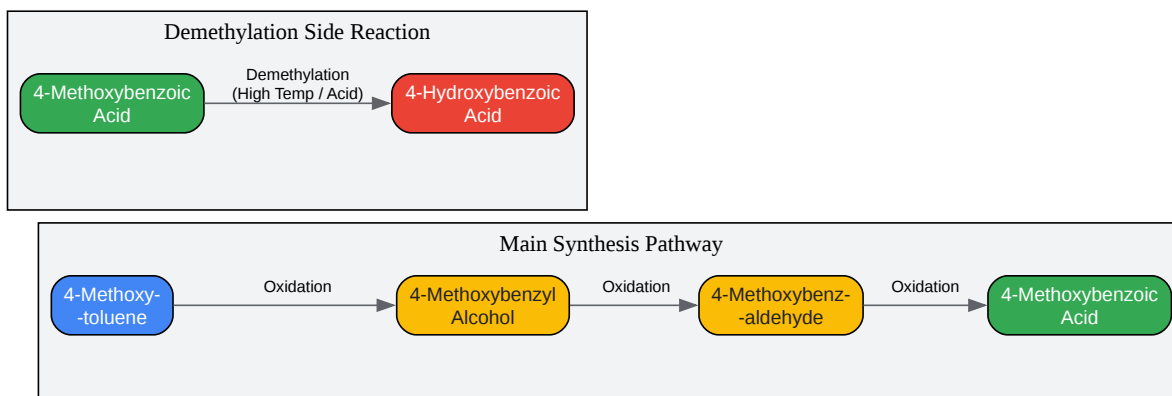 Demethylation Side Reaction
4-Methoxybenzoic
Acid
Demethylation
(High Temp / Acid)
4-Hydroxybenzoic
Acid
Main Synthesis Pathway
4-Methoxy-
-toluene
Oxidation
4-Methoxybenzyl
Alcohol
Oxidation
4-Methoxybenz-
-aldehyde
Oxidation
4-Methoxybenzoic
Acid